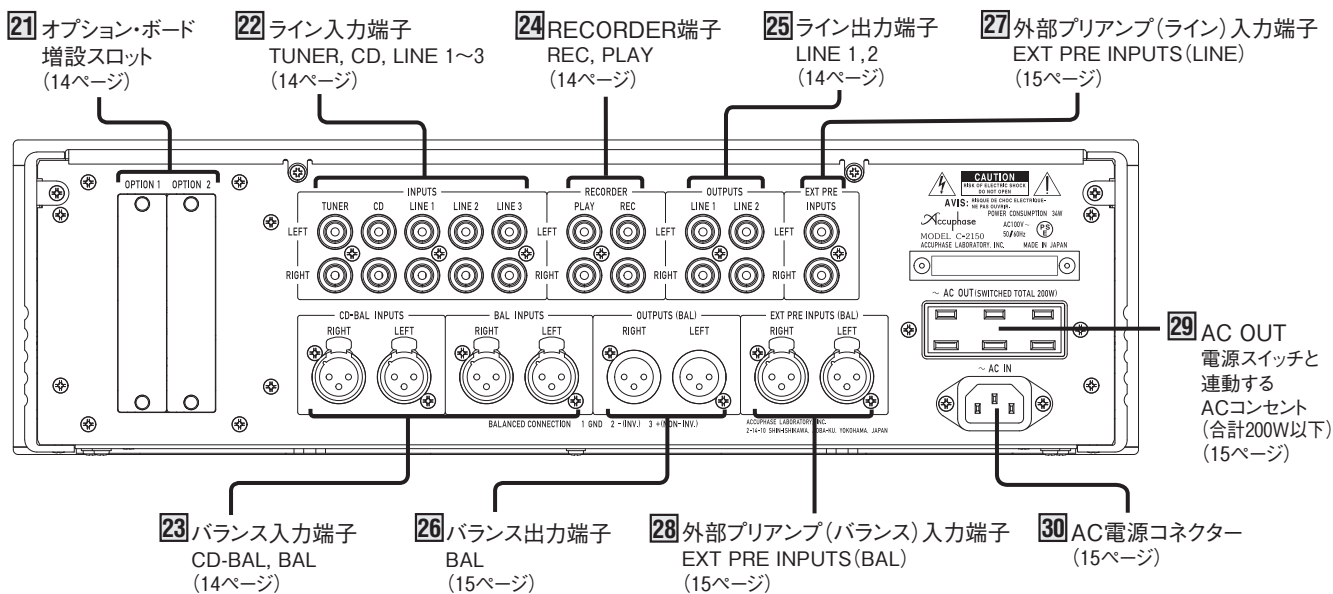 21 オプション・ボード
増設スロット
(14ページ)
22 ライン入力端子
TUNER, CD, LINE 1~3
(14ページ)
24 RECORDER端子
REC, PLAY
(14ページ)
25 ライン出力端子
LINE 1,2
(14ページ)
27 外部プリアンプ(ライン)入力端子
EXT PRE INPUTS(LINE)
(15ページ)
OPTION 1 OPTION 2
INPUTS
TUNER CD LINE 1 LINE 2 LINE 3
LEFT
RIGHT
RECORDER
PLAY REC
LEFT
RIGHT
OUTPUTS
LINE 1 LINE 2
LEFT
RIGHT
EXT PRE
INPUTS
LEFT
RIGHT
CAUTION
RISK OF ELECTRIC SHOCK
DO NOT OPEN
AVIS: RISQUE DE CHOC ELECTRIQUE-
NE PAS OUVRIR.
Accuphase
POWER CONSUMPTION 34W
AC100V~
50/60Hz
PS
E
MODEL C-2150
ACCUPHASE LABORATORY, INC. MADE IN JAPAN
~ AC OUT(SWITCHED TOTAL 200W)
~ AC IN
CD-BAL INPUTS
RIGHT LEFT
BAL INPUTS
RIGHT LEFT
OUTPUTS (BAL)
RIGHT LEFT
EXT PRE INPUTS (BAL)
RIGHT LEFT
BALANCED CONNECTION 1 GND 2 -(INV.) 3 +(NON-INV.)
ACCUPHASE LABORATORY, INC.
2-14-10 SHIN-ISHIKAWA, AOBA-KU, YOKOHAMA, JAPAN
29 AC OUT
電源スイッチと
連動する
ACコンセント
(合計200W以下)
(15ページ)
23 バランス入力端子
CD-BAL, BAL
(14ページ)
26 バランス出力端子
BAL
(15ページ)
28 外部プリアンプ(バランス)入力端子
EXT PRE INPUTS(BAL)
(15ページ)
30 AC電源コネクター
(15ページ)